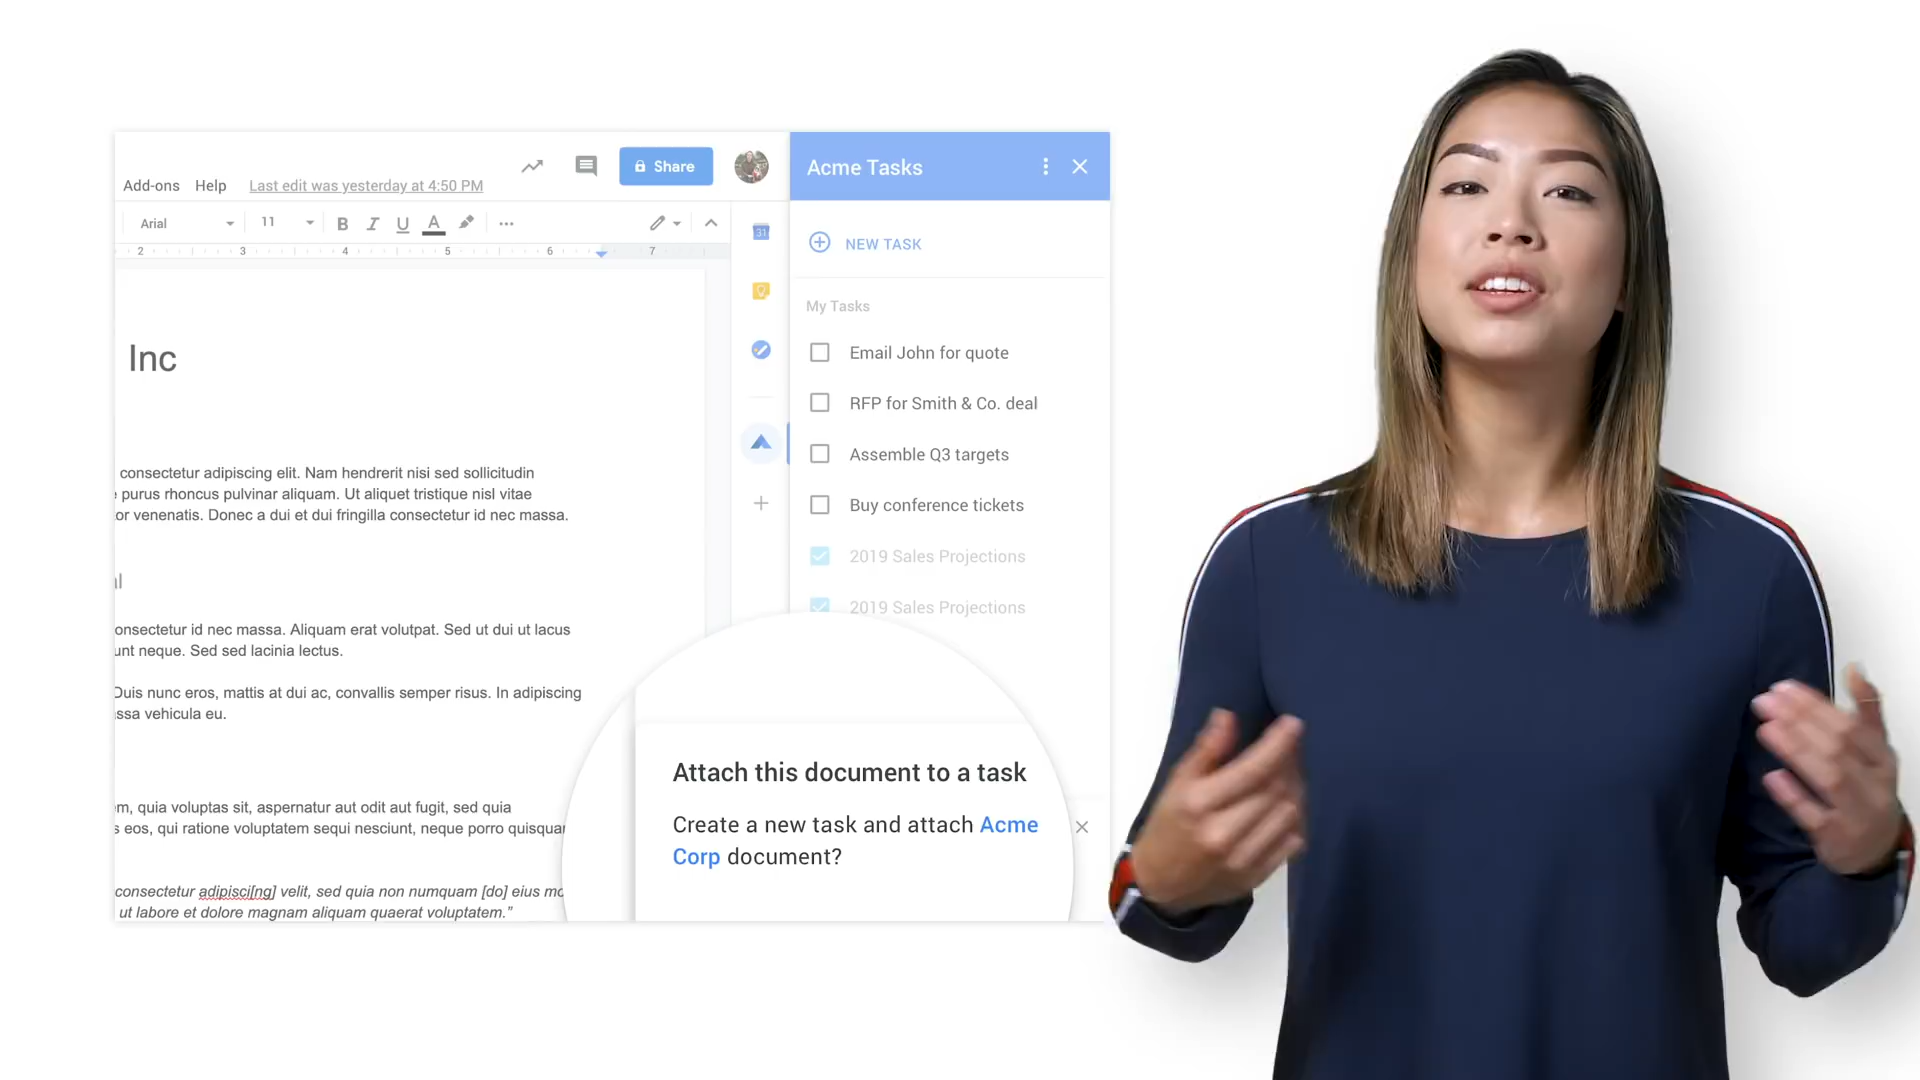 Add-ons Help Last edit was yesterday at 4:50 PM
Share
Arial 11 B I U A
2 3 4 5 6 7
Inc
consectetur adipiscing elit. Nam hendrerit nisi sed sollicitudin
purus rhoncus pulvinar aliquam. Ut aliquet tristique nisl vitae
or venenatis. Donec a dui et dui fringilla consectetur id nec massa.
onsectetur id nec massa. Aliquam erat volutpat. Sed ut dui ut lacus
unt neque. Sed sed lacinia lectus.
Duis nunc eros, mattis at dui ac, convallis semper risus. In adipiscing
ssa vehicula eu.
m, quia voluptas sit, aspernatur aut odit aut fugit, sed quia
s eos, qui ratione voluptatem sequi nesciunt, neque porro quisquam
consectetur adipisci[ng] velit, sed quia non numquam [do] eius mo
ut labore et dolore magnam aliquam quaerat voluptatem."
31
Acme Tasks
NEW TASK
My Tasks
Email John for quote
RFP for Smith & Co. deal
Assemble Q3 targets
Buy conference tickets
2019 Sales Projections
2019 Sales Projections
Attach this document to a task
Create a new task and attach Acme
Corp document?